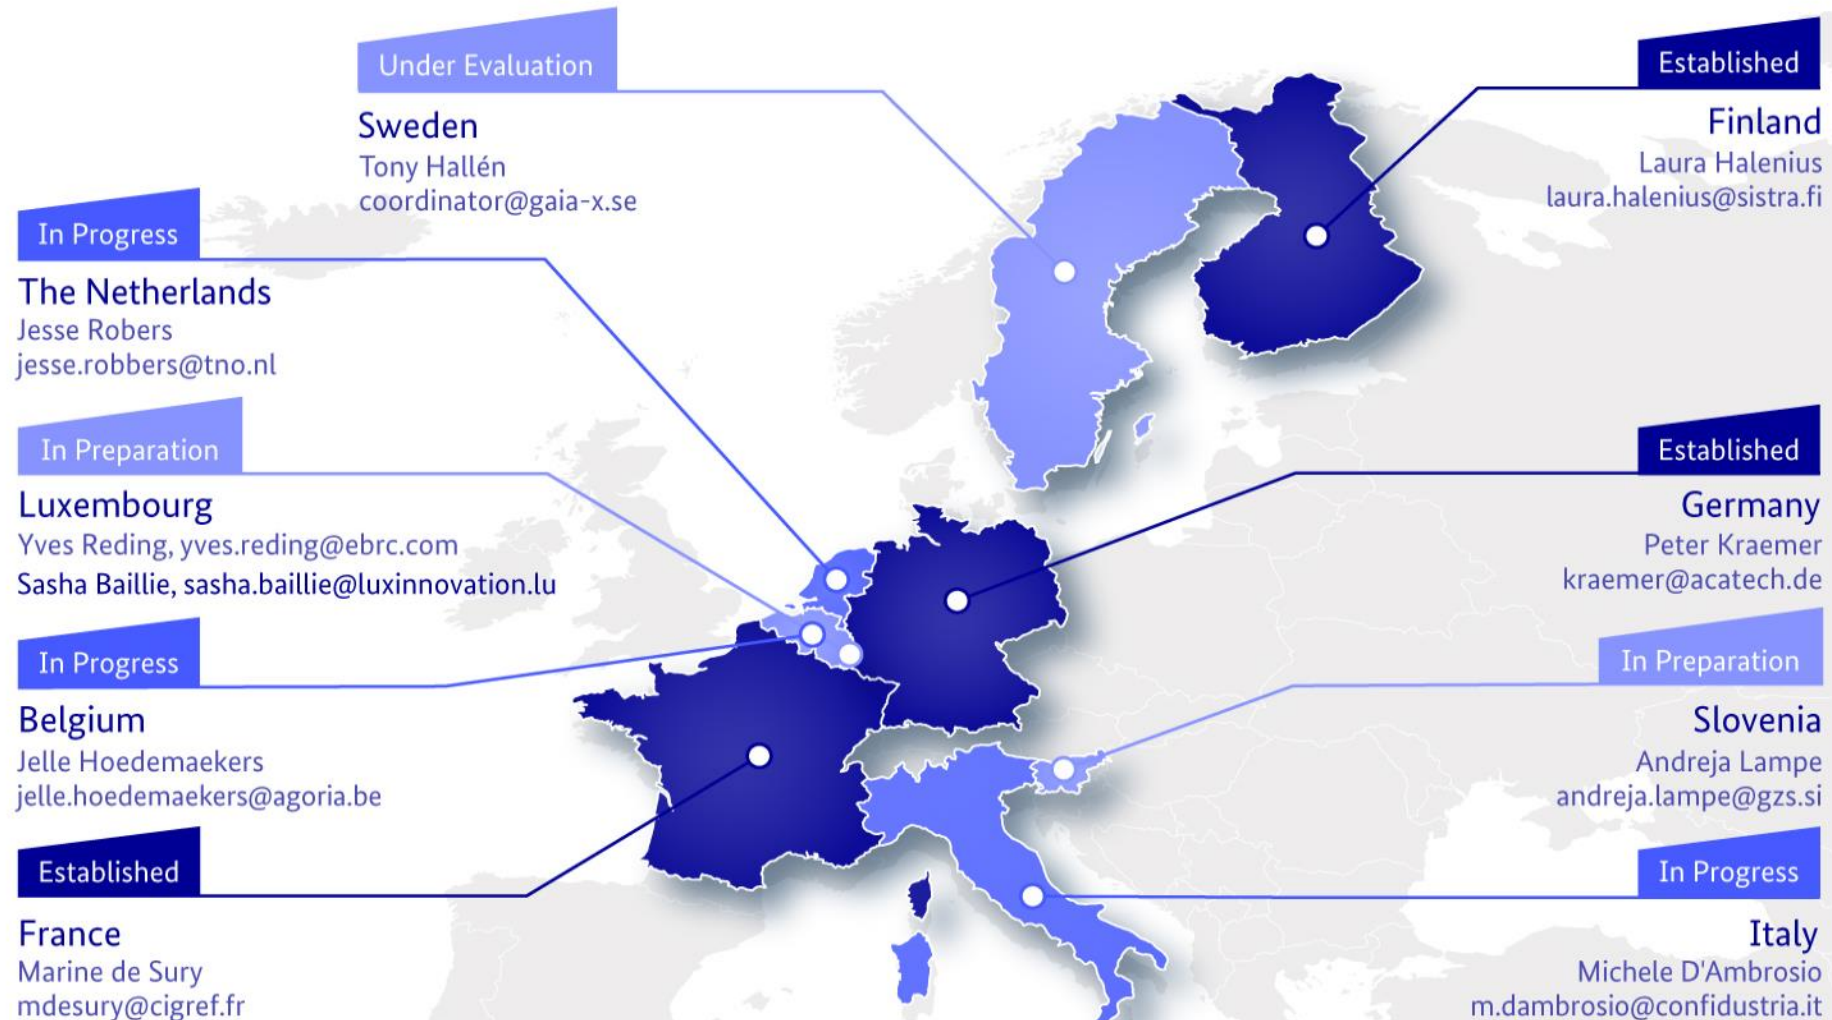 Under Evaluation
Sweden
Tony Hallén
coordinator@gaia-x.se
In Progress
The Netherlands
Jesse Robers
jesse.robbers@tno.nl
In Preparation
Luxembourg
Yves Reding, yves.reding@ebrc.com
Sasha Baillie, sasha.baillie@luxinnovation.lu
In Progress
Belgium
Jelle Hoedemaekers
jelle.hoedemaekers@agoria.be
Established
France
Marine de Sury
mdesury@cigref.fr
Established
Finland
Laura Halenius
laura.halenius@sistra.fi
Established
Germany
Peter Kraemer
kraemer@acatech.de
In Preparation
Slovenia
Andreja Lampe
andreja.lampe@gzs.si
In Progress
Italy
Michele D'Ambrosio
m.dambrosio@confidustria.it